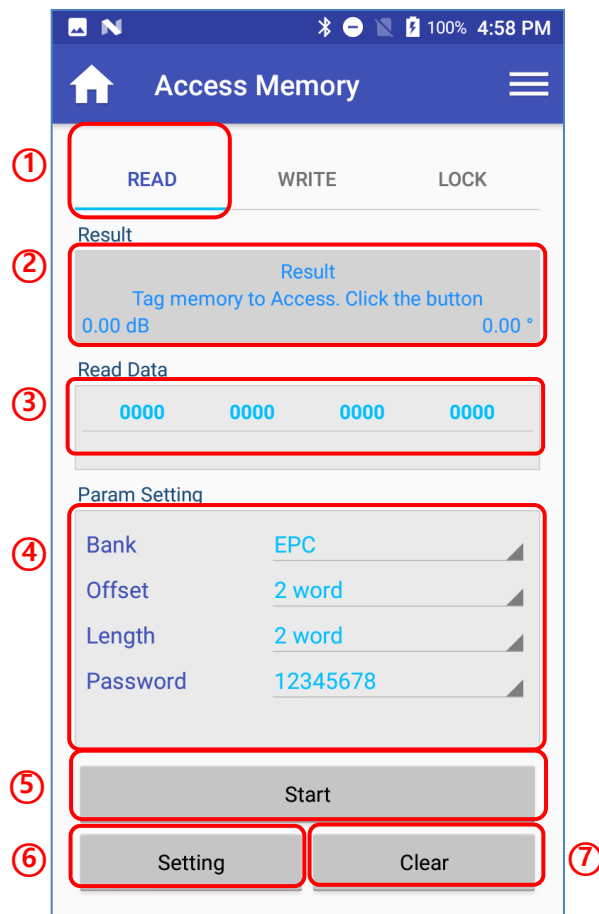 100% 4:58 PM
Access Memory
① READ WRITE LOCK
Result
② Result
Tag memory to Access. Click the button
0.00 dB 0.00 °
Read Data
③ 0000 0000 0000 0000
Param Setting
④ Bank EPC
Offset 2 word
Length 2 word
Password 12345678
⑤ Start
⑥ Setting Clear ⑦